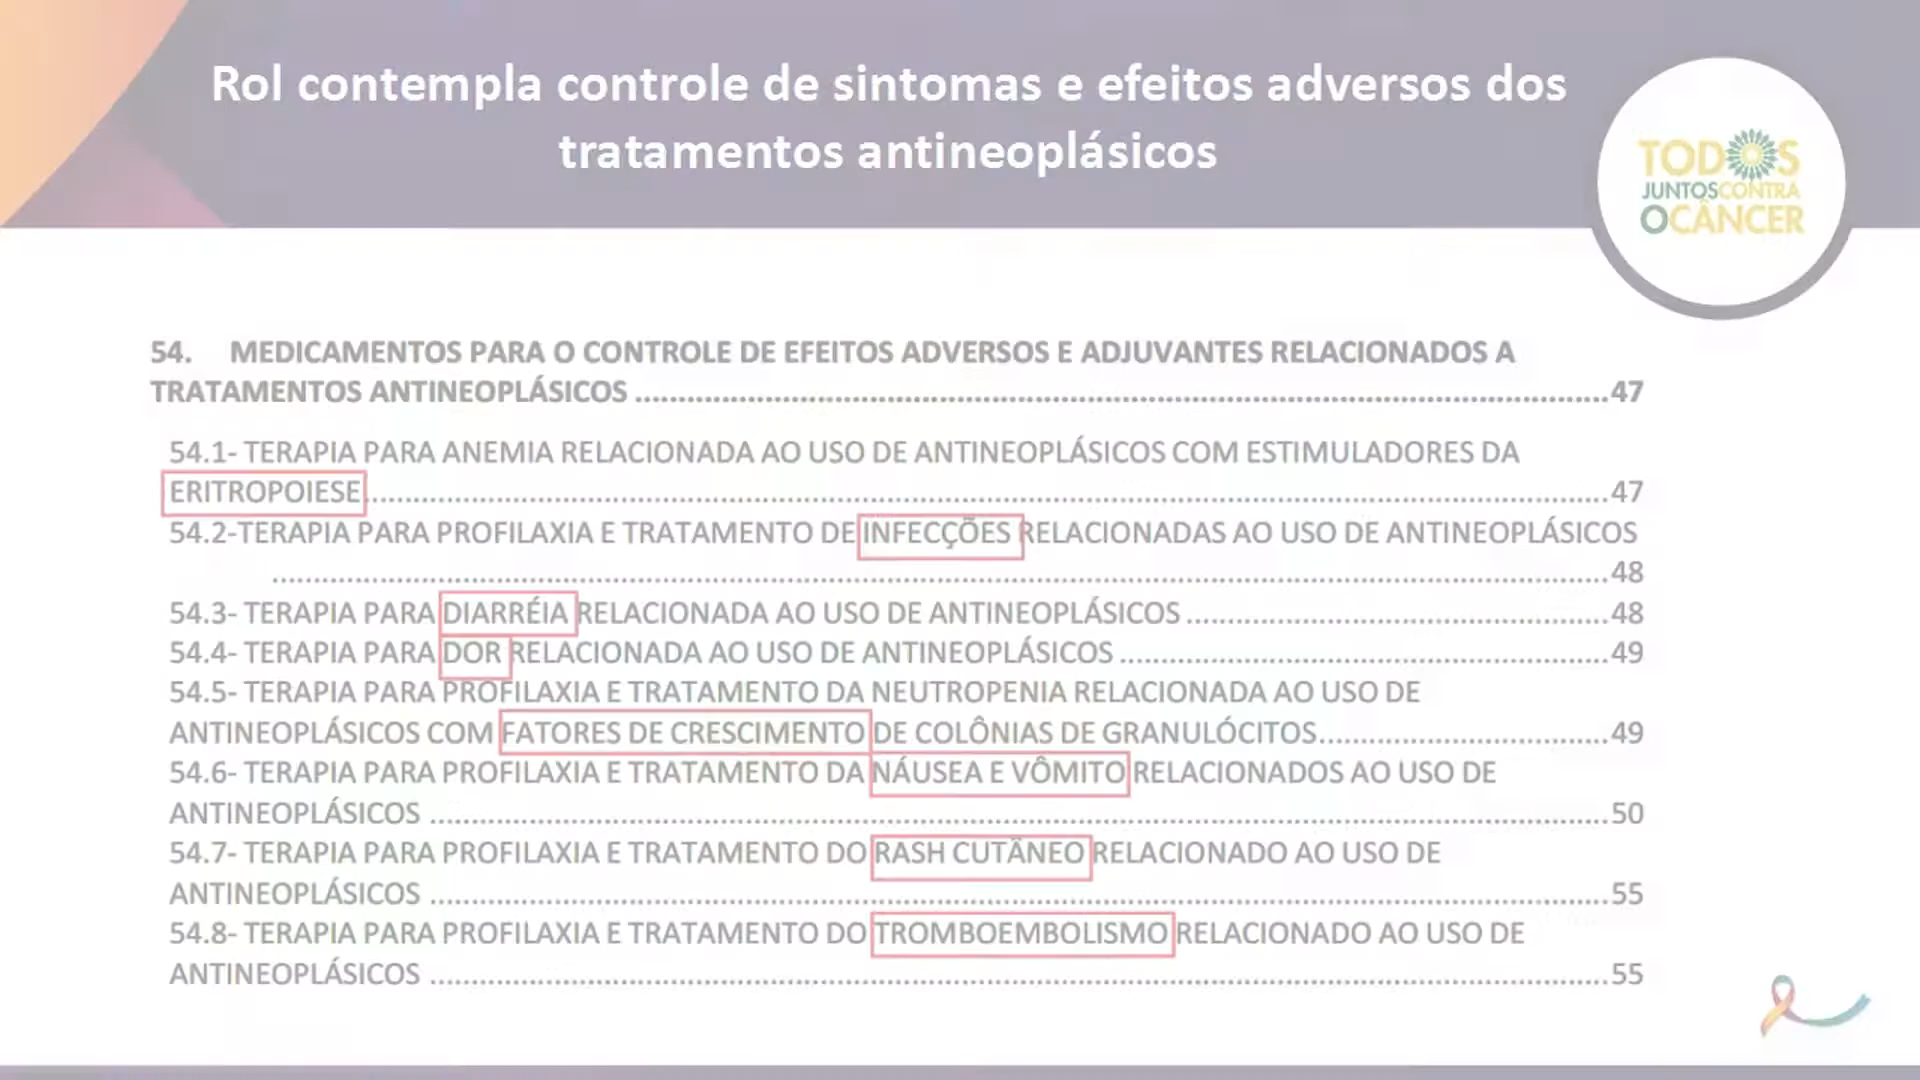 Rol contempla controle de sintomas e efeitos adversos dos
tratamentos antineoplásicos
TODOS
JUNTOSCONTRA
OCÂNCER
54. MEDICAMENTOS PARA O CONTROLE DE EFEITOS ADVERSOS E ADJUVANTES RELACIONADOS A
TRATAMENTOS ANTINEOPLÁSICOS ........................................47
54.1- TERAPIA PARA ANEMIA RELACIONADA AO USO DE ANTINEOPLÁSICOS COM ESTIMULADORES DA
ERITROPOIESE........................................47
54.2-TERAPIA PARA PROFILAXIA E TRATAMENTO DE INFECÇÕES RELACIONADAS AO USO DE ANTINEOPLÁSICOS
........................................48
54.3- TERAPIA PARA DIARRÉIA RELACIONADA AO USO DE ANTINEOPLÁSICOS ........................................48
54.4- TERAPIA PARA DOR RELACIONADA AO USO DE ANTINEOPLÁSICOS ........................................49
54.5- TERAPIA PARA PROFILAXIA E TRATAMENTO DA NEUTROPENIA RELACIONADA AO USO DE
ANTINEOPLÁSICOS COM FATORES DE CRESCIMENTO DE COLÔNIAS DE GRANULÓCITOS........................................49
54.6- TERAPIA PARA PROFILAXIA E TRATAMENTO DA NÁUSEA E VÔMITO RELACIONADOS AO USO DE
ANTINEOPLÁSICOS ........................................50
54.7- TERAPIA PARA PROFILAXIA E TRATAMENTO DO RASH CUTÂNEO RELACIONADO AO USO DE
ANTINEOPLÁSICOS ........................................55
54.8- TERAPIA PARA PROFILAXIA E TRATAMENTO DO TROMBOEMBOLISMO RELACIONADO AO USO DE
ANTINEOPLÁSICOS ........................................55